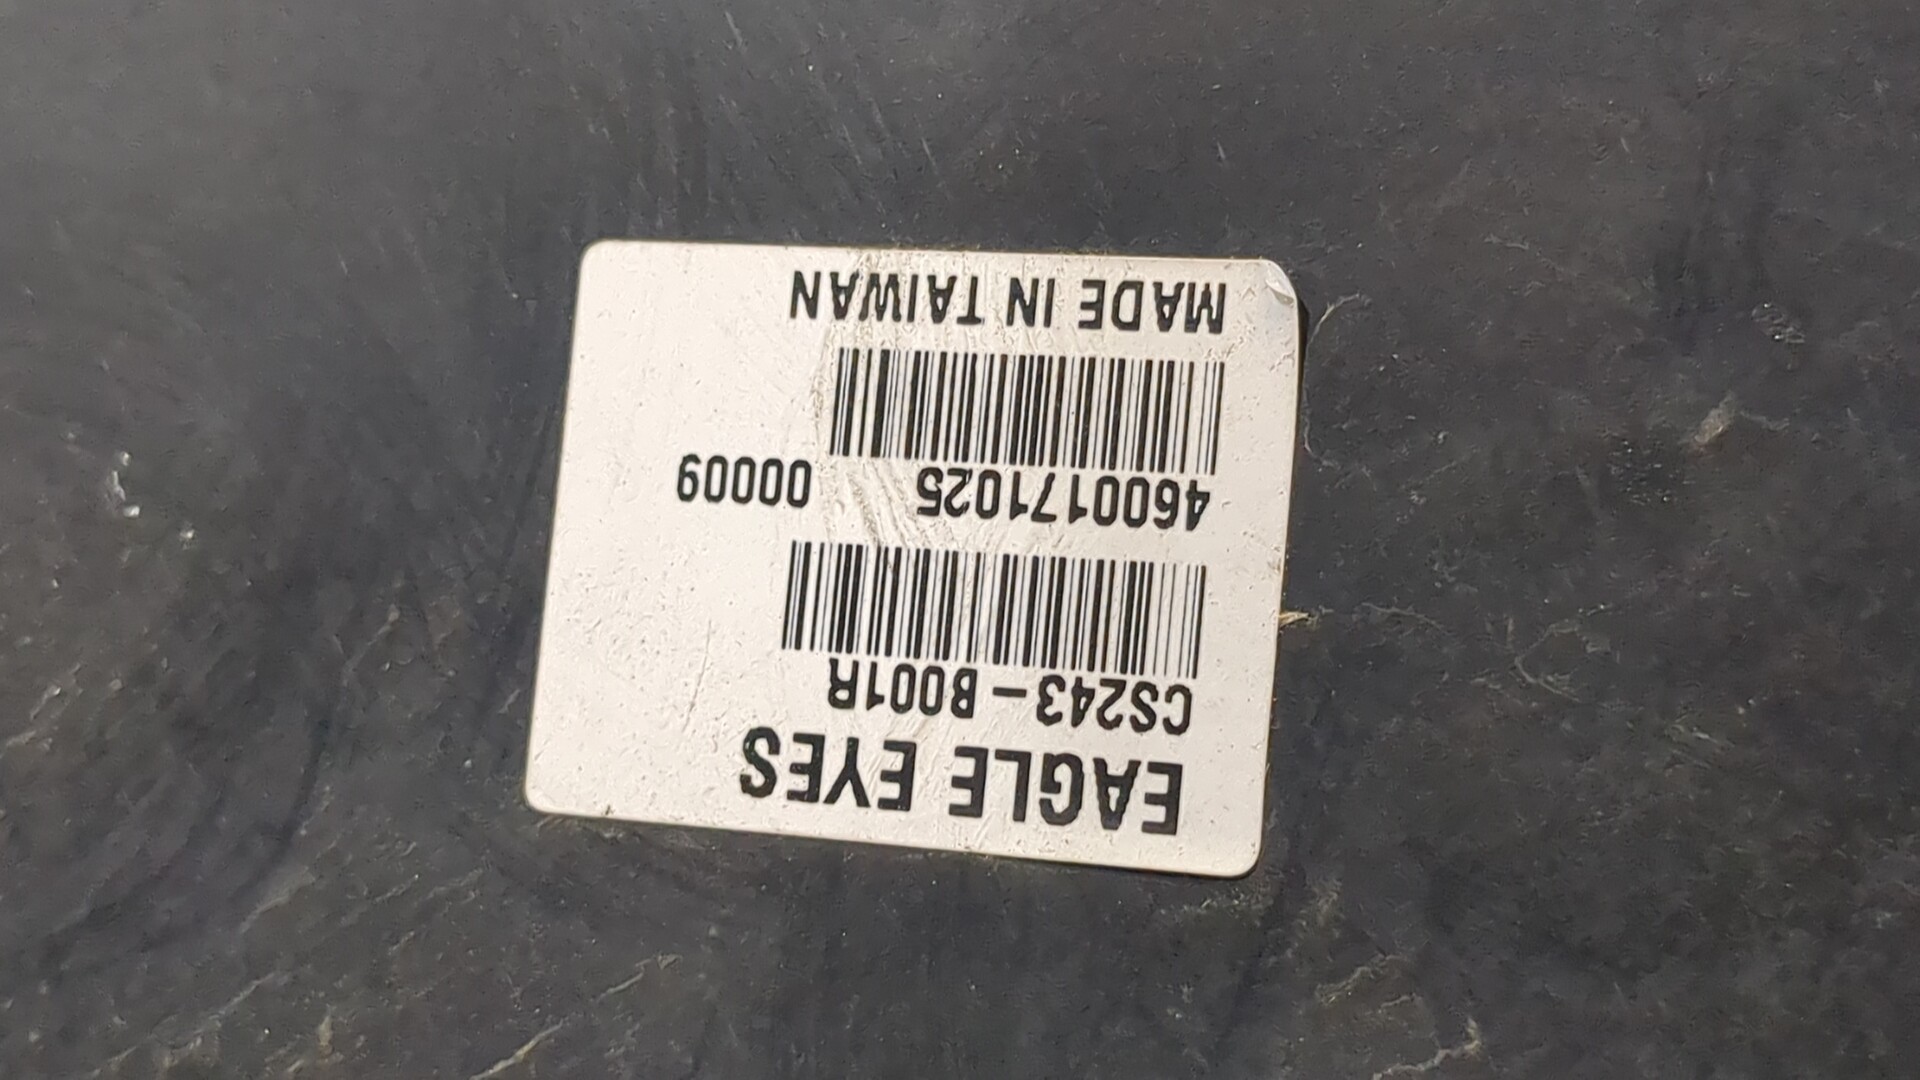 EAGLE EYES
CS243-B001R
4600171025 00009
MADE IN TAIWAN